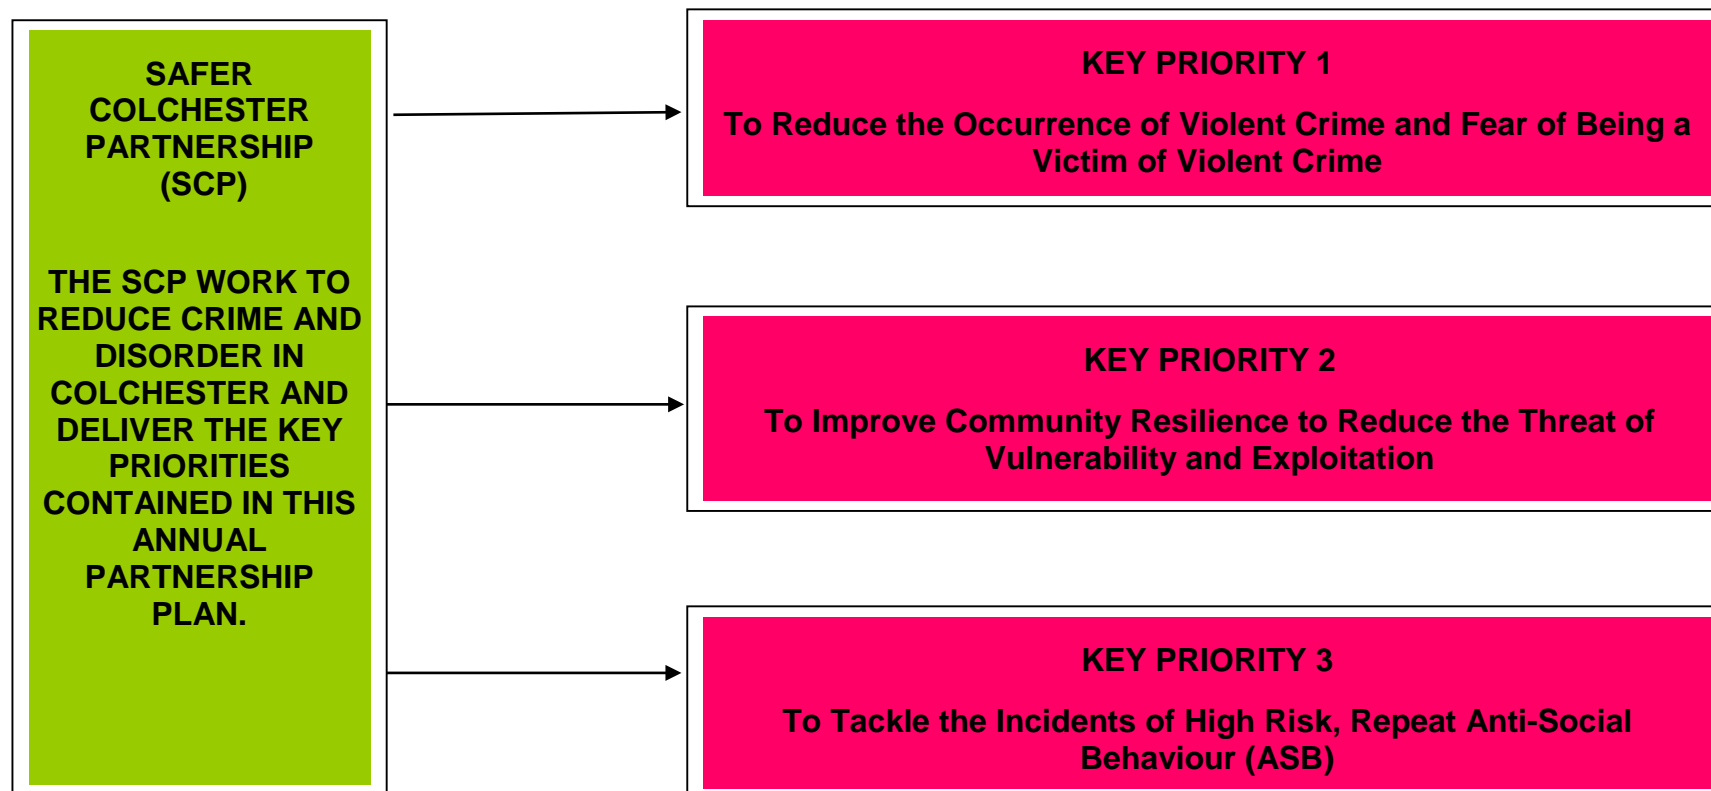 SAFER
COLCHESTER
PARTNERSHIP
(SCP)
THE SCP WORK TO
REDUCE CRIME AND
DISORDER IN
COLCHESTER AND
DELIVER THE KEY
PRIORITIES
CONTAINED IN THIS
ANNUAL
PARTNERSHIP
PLAN.
KEY PRIORITY 1
To Reduce the Occurrence of Violent Crime and Fear of Being a
Victim of Violent Crime
KEY PRIORITY 2
To Improve Community Resilience to Reduce the Threat of
Vulnerability and Exploitation
KEY PRIORITY 3
To Tackle the Incidents of High Risk, Repeat Anti-Social
Behaviour (ASB)